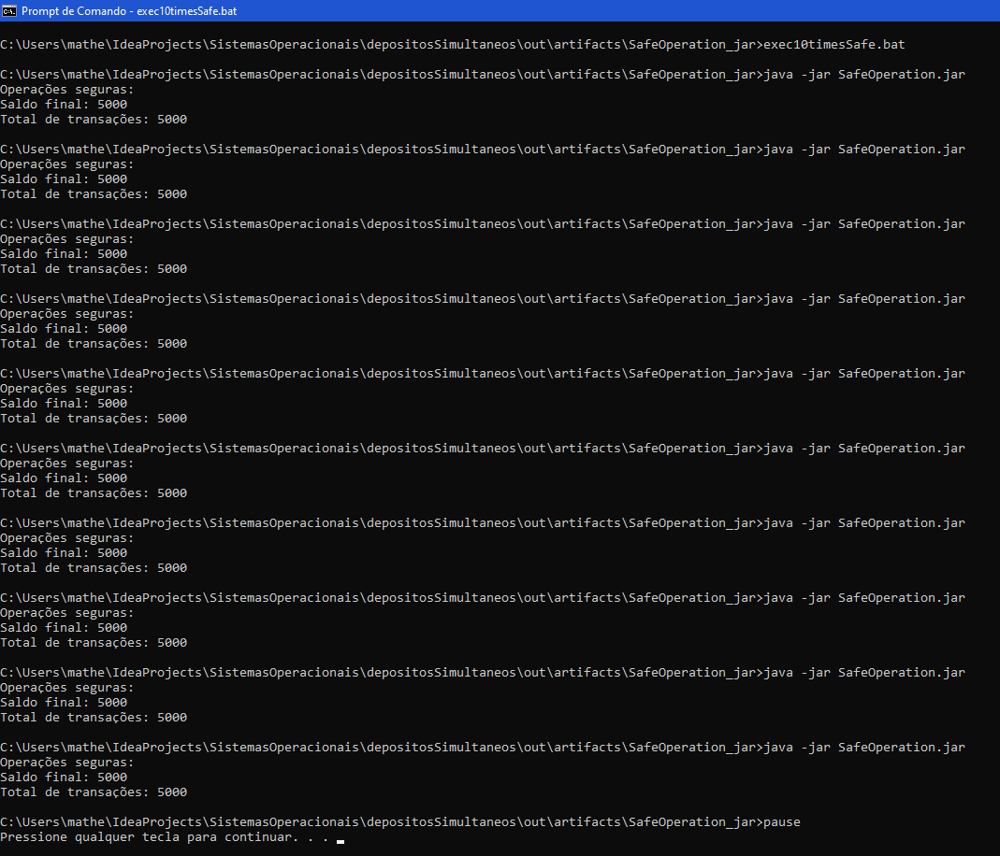 Prompt de Comando - exec10timesSafe.bat
C:\Users\mathe\IdeaProjects\SistemasOperacionais\depositosSimultaneos\out\artifacts\SafeOperation_jar>exec10timesSafe.bat
C:\Users\mathe\IdeaProjects\SistemasOperacionais\depositosSimultaneos\out\artifacts\SafeOperation_jar>java -jar SafeOperation.jar
Operações seguras:
Saldo final: 5000
Total de transações: 5000
C:\Users\mathe\IdeaProjects\SistemasOperacionais\depositosSimultaneos\out\artifacts\SafeOperation_jar>java -jar SafeOperation.jar
Operações seguras:
Saldo final: 5000
Total de transações: 5000
C:\Users\mathe\IdeaProjects\SistemasOperacionais\depositosSimultaneos\out\artifacts\SafeOperation_jar>java -jar SafeOperation.jar
Operações seguras:
Saldo final: 5000
Total de transações: 5000
C:\Users\mathe\IdeaProjects\SistemasOperacionais\depositosSimultaneos\out\artifacts\SafeOperation_jar>java -jar SafeOperation.jar
Operações seguras:
Saldo final: 5000
Total de transações: 5000
C:\Users\mathe\IdeaProjects\SistemasOperacionais\depositosSimultaneos\out\artifacts\SafeOperation_jar>java -jar SafeOperation.jar
Operações seguras:
Saldo final: 5000
Total de transações: 5000
C:\Users\mathe\IdeaProjects\SistemasOperacionais\depositosSimultaneos\out\artifacts\SafeOperation_jar>java -jar SafeOperation.jar
Operações seguras:
Saldo final: 5000
Total de transações: 5000
C:\Users\mathe\IdeaProjects\SistemasOperacionais\depositosSimultaneos\out\artifacts\SafeOperation_jar>java -jar SafeOperation.jar
Operações seguras:
Saldo final: 5000
Total de transações: 5000
C:\Users\mathe\IdeaProjects\SistemasOperacionais\depositosSimultaneos\out\artifacts\SafeOperation_jar>java -jar SafeOperation.jar
Operações seguras:
Saldo final: 5000
Total de transações: 5000
C:\Users\mathe\IdeaProjects\SistemasOperacionais\depositosSimultaneos\out\artifacts\SafeOperation_jar>java -jar SafeOperation.jar
Operações seguras:
Saldo final: 5000
Total de transações: 5000
C:\Users\mathe\IdeaProjects\SistemasOperacionais\depositosSimultaneos\out\artifacts\SafeOperation_jar>java -jar SafeOperation.jar
Operações seguras:
Saldo final: 5000
Total de transações: 5000
C:\Users\mathe\IdeaProjects\SistemasOperacionais\depositosSimultaneos\out\artifacts\SafeOperation_jar>pause
Pressione qualquer tecla para continuar. . .